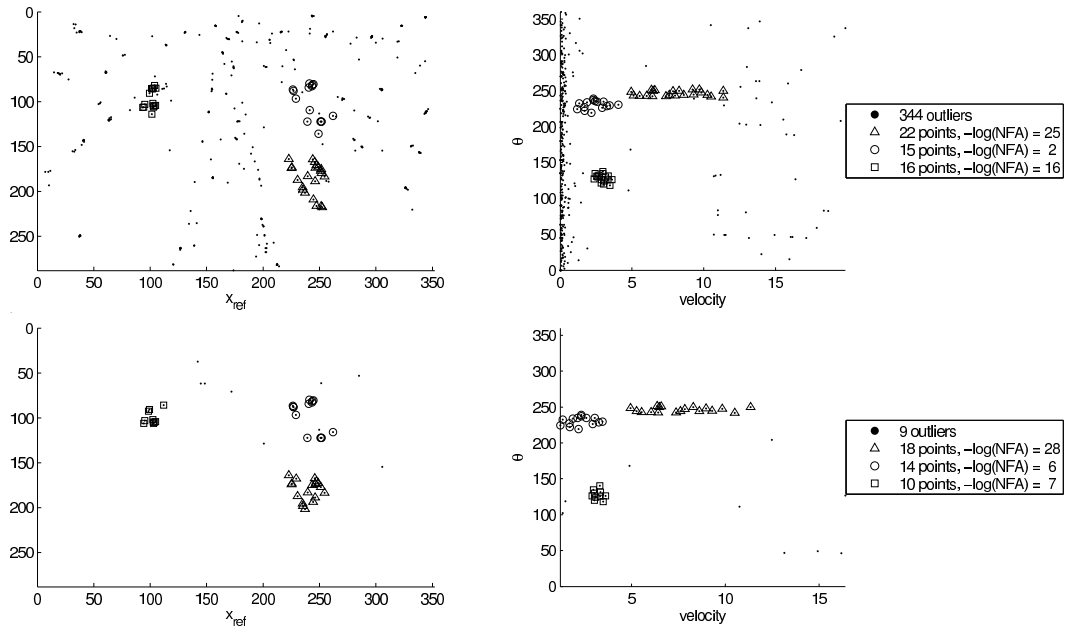 0
50
100
150
200
250
0 50 100 150 200 250 300 350
x_ref
350
300
250
200
150
100
50
0
θ
0 5 10 15
velocity
344 outliers
22 points, −log(NFA) = 25
15 points, −log(NFA) = 2
16 points, −log(NFA) = 16
0
50
100
150
200
250
0 50 100 150 200 250 300 350
x_ref
350
300
250
200
150
100
50
0
θ
5 10 15
velocity
9 outliers
18 points, −log(NFA) = 28
14 points, −log(NFA) = 6
10 points, −log(NFA) = 7